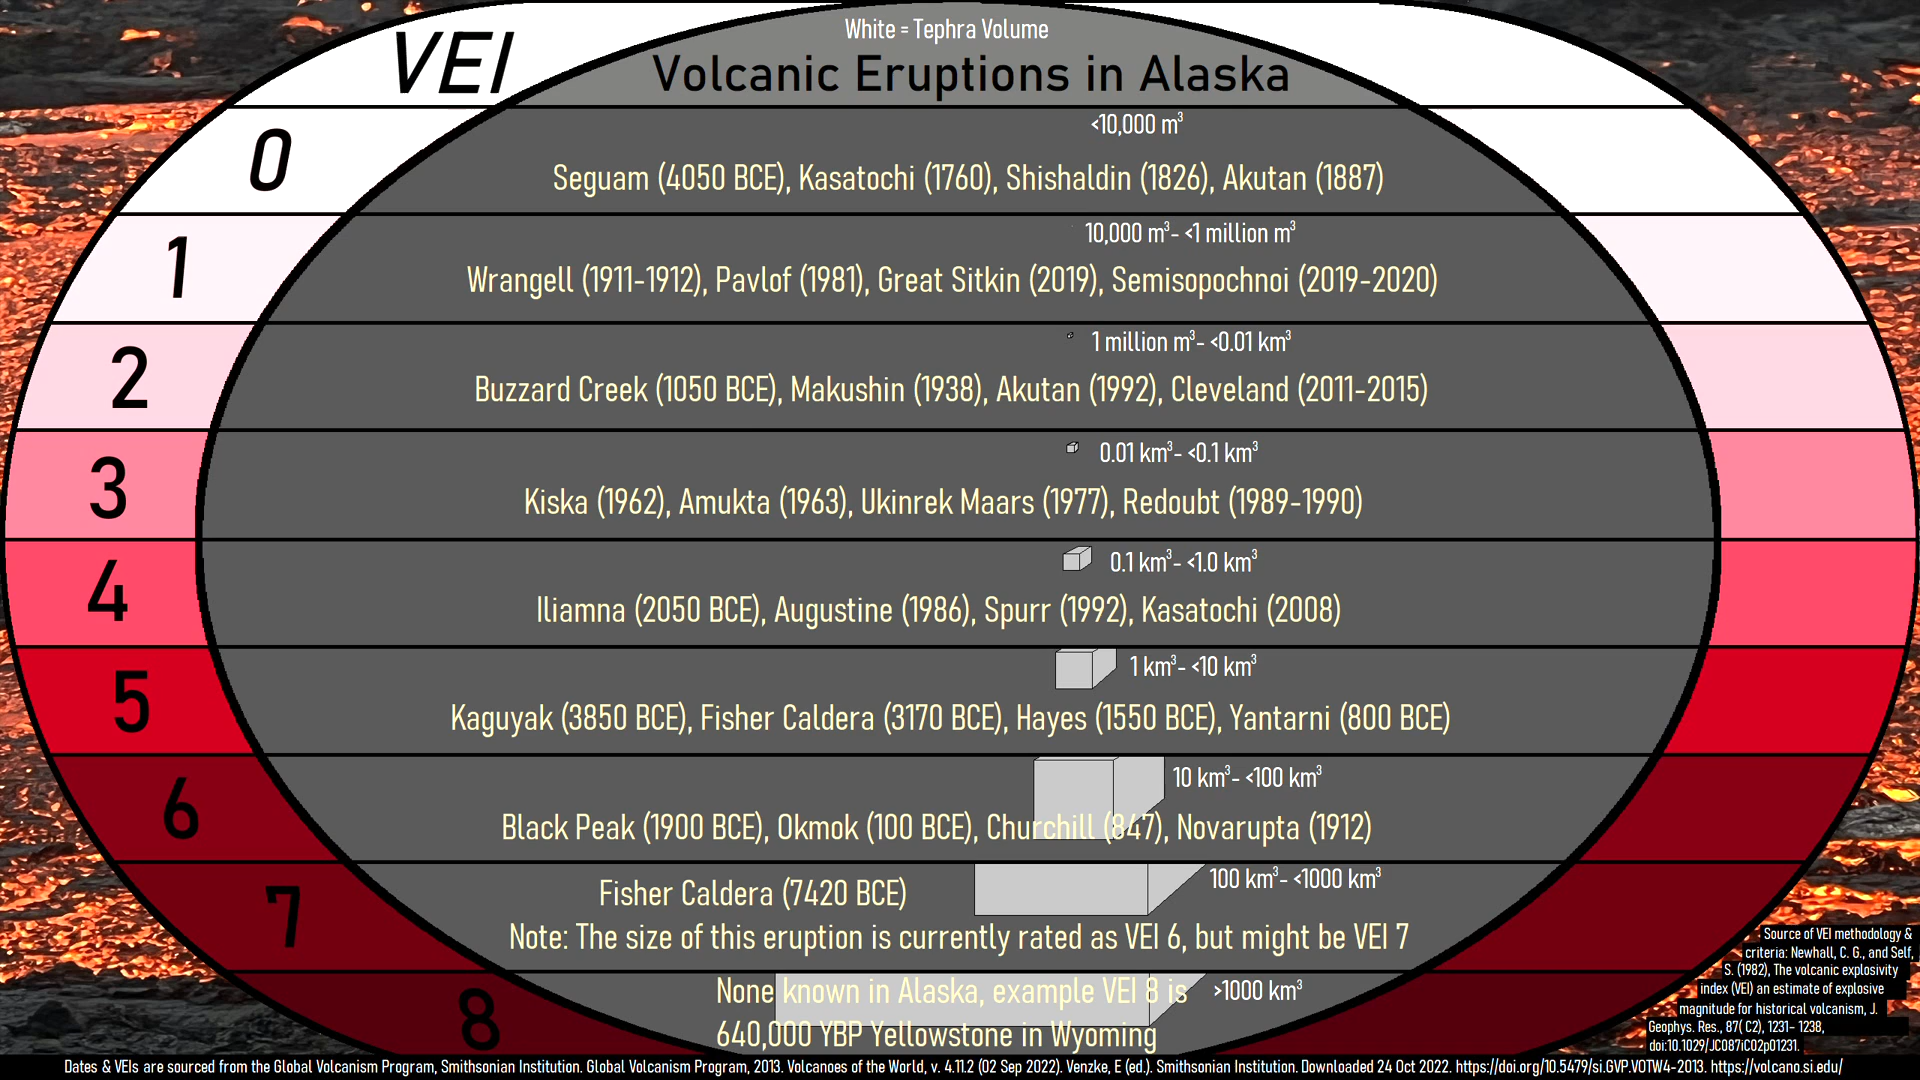 White = Tephra Volume
VEI
Volcanic Eruptions in Alaska
0
<10,000 m³
Seguam (4050 BCE), Kasatochi (1760), Shishaldin (1826), Akutan (1887)
1
10,000 m³- <1 million m³
Wrangell (1911-1912), Pavlof (1981), Great Sitkin (2019), Semisopochnoi (2019-2020)
2
1 million m³- <0.01 km³
Buzzard Creek (1050 BCE), Makushin (1938), Akutan (1992), Cleveland (2011-2015)
3
0.01 km³- <0.1 km³
Kiska (1962), Amukta (1963), Ukinrek Maars (1977), Redoubt (1989-1990)
4
0.1 km³- <1.0 km³
Iliamna (2050 BCE), Augustine (1986), Spurr (1992), Kasatochi (2008)
5
1 km³- <10 km³
Kaguyak (3850 BCE), Fisher Caldera (3170 BCE), Hayes (1550 BCE), Yantarni (800 BCE)
6
10 km³- <100 km³
Black Peak (1900 BCE), Okmok (100 BCE), Churchill (847), Novarupta (1912)
7
100 km³- <1000 km³
Fisher Caldera (7420 BCE)
Note: The size of this eruption is currently rated as VEI 6, but might be VEI 7
8
>1000 km³
None known in Alaska, example VEI 8 is
640,000 YBP Yellowstone in Wyoming
Source of VEI methodology &
criteria: Newhall, C. G., and Self,
S. (1982), The volcanic explosivity
index (VEI) an estimate of explosive
magnitude for historical volcanism, J.
Geophys. Res., 87( C2), 1231– 1238,
doi:10.1029/JC087iC02p01231.
Dates & VEIs are sourced from the Global Volcanism Program, Smithsonian Institution. Global Volcanism Program, 2013. Volcanoes of the World, v. 4.11.2 (02 Sep 2022). Venzke, E (ed.). Smithsonian Institution. Downloaded 24 Oct 2022. https://doi.org/10.5479/si.GVP.VOTW4-2013. https://volcano.si.edu/